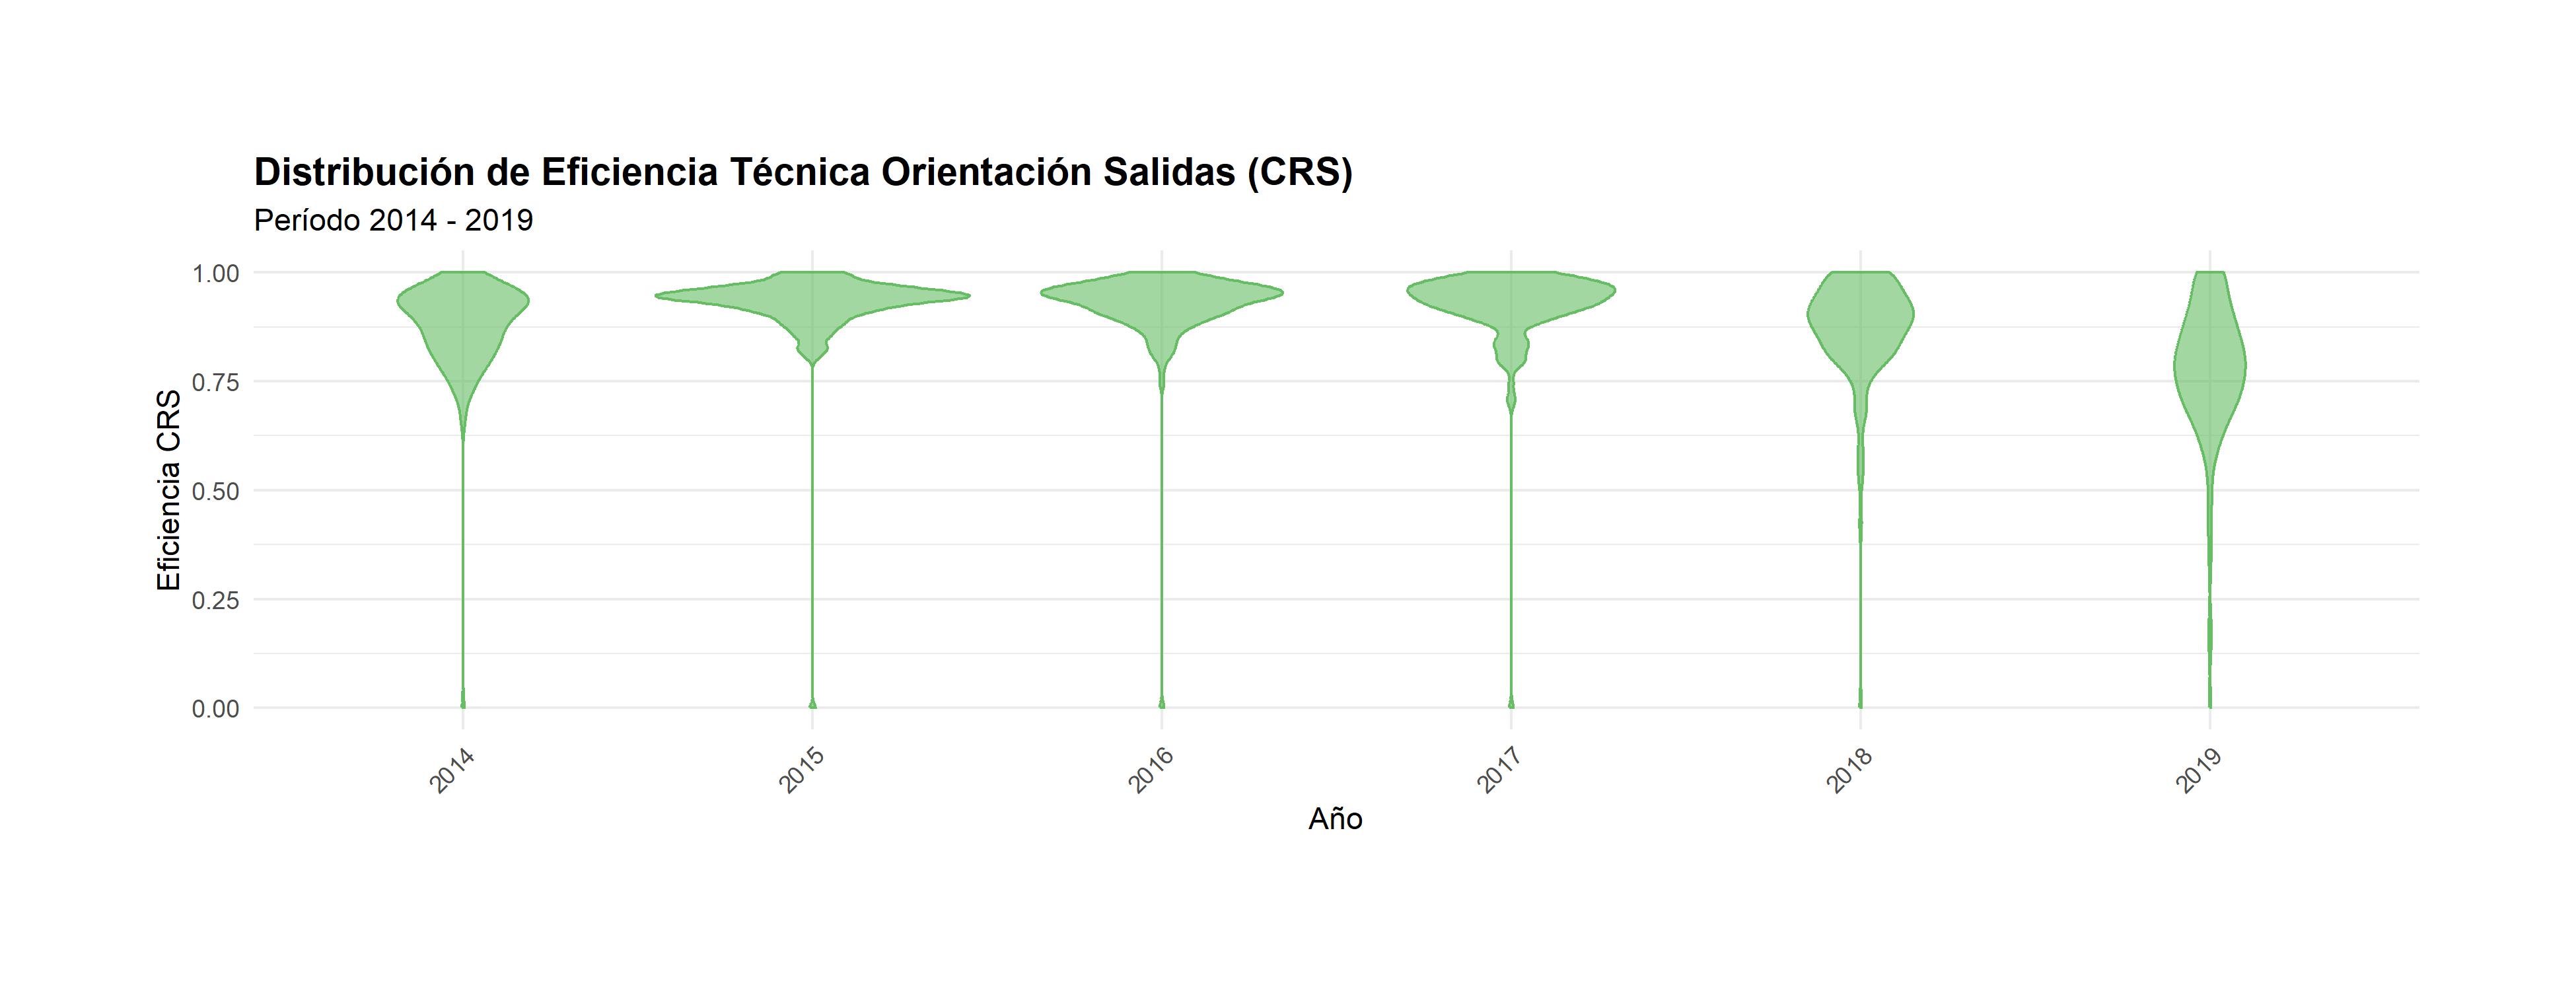 Distribución de Eficiencia Técnica Orientación Salidas (CRS)
Período 2014 - 2019
Eficiencia CRS
1.00
0.75
0.50
0.25
0.00
2014
2015
2016
2017
2018
2019
Año